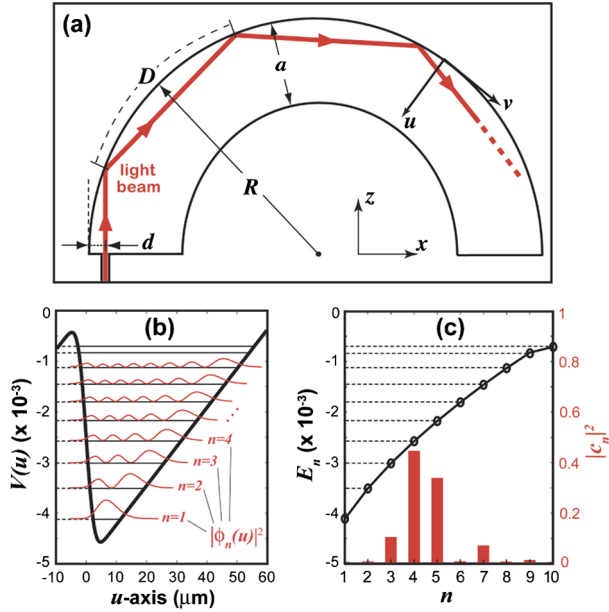 (a)
D
a
light
beam
R
u
v
z
x
d
(b)
0
-1
-2
-3
-4
-5
V(u) (x 10⁻³)
n=4
n=3
n=2
n=1
|ϕₙ(u)|²
-10 0 10 20 30 40 50 60
u-axis (μm)
(c)
0
-1
-2
-3
-4
-5
Eₙ (x 10⁻³)
1
0.8
0.6
0.4
0.2
0
|cₙ|²
1 2 3 4 5 6 7 8 9 10
n